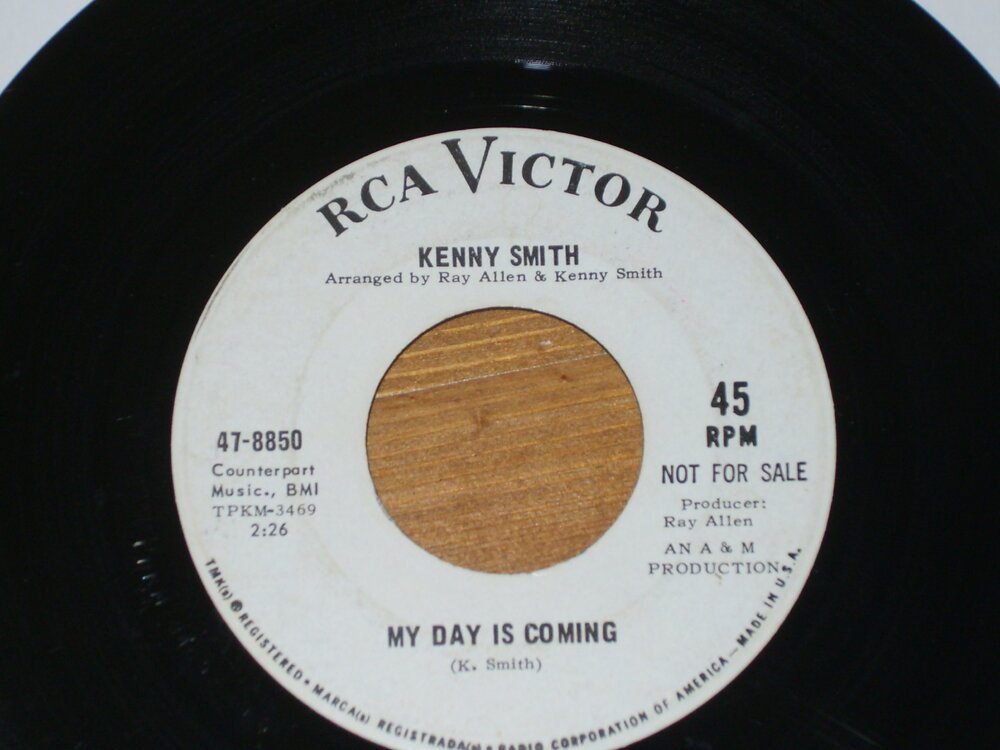 RCA VICTOR
KENNY SMITH
Arranged by Ray Allen & Kenny Smith
47-8850
Counterpart
Music., BMI
TPKM-3469
2:26
45
RPM
NOT FOR SALE
Producer:
Ray Allen
AN A & M
PRODUCTION
MY DAY IS COMING
(K. Smith)
TMK(s) ® REGISTERED • MARCA(s) REGISTRADA(s) • RADIO CORPORATION OF AMERICA — MADE IN U.S.A.